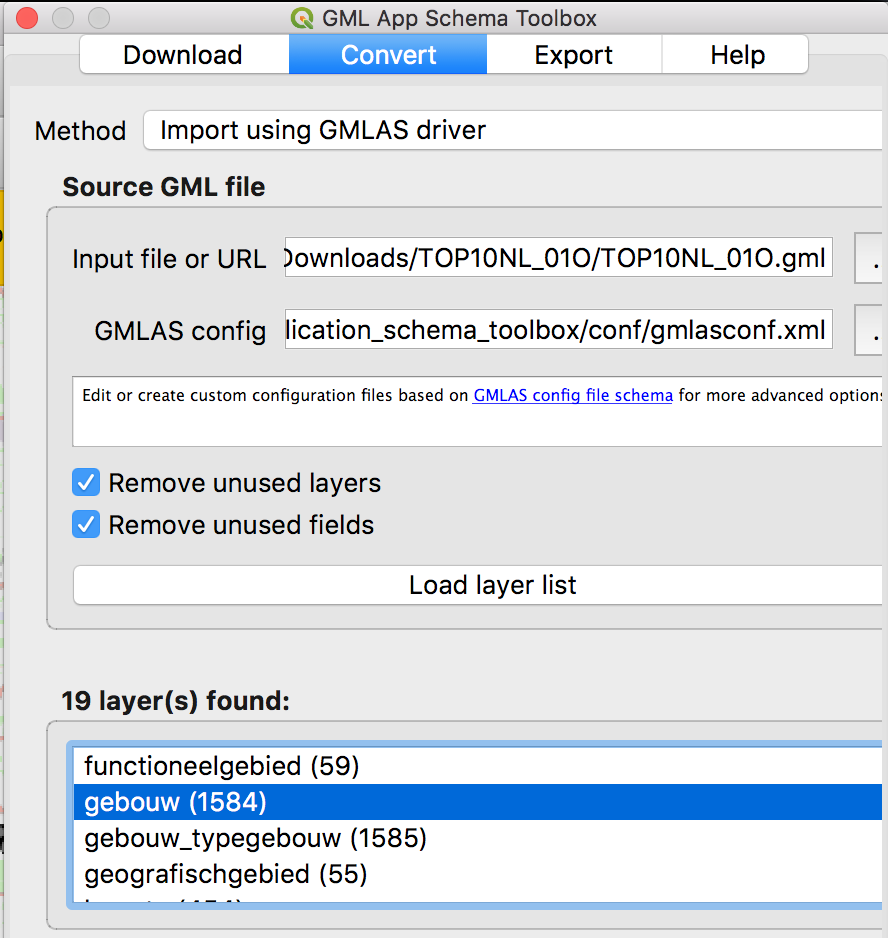 GML App Schema Toolbox
Download Convert Export Help
Method Import using GMLAS driver
Source GML file
Input file or URL Downloads/TOP10NL_01O/TOP10NL_01O.gml ..
GMLAS config lication_schema_toolbox/conf/gmlasconf.xml ..
Edit or create custom configuration files based on GMLAS config file schema for more advanced options
Remove unused layers
Remove unused fields
Load layer list
19 layer(s) found:
functioneelgebied (59)
gebouw (1584)
gebouw_typegebouw (1585)
geografischgebied (55)